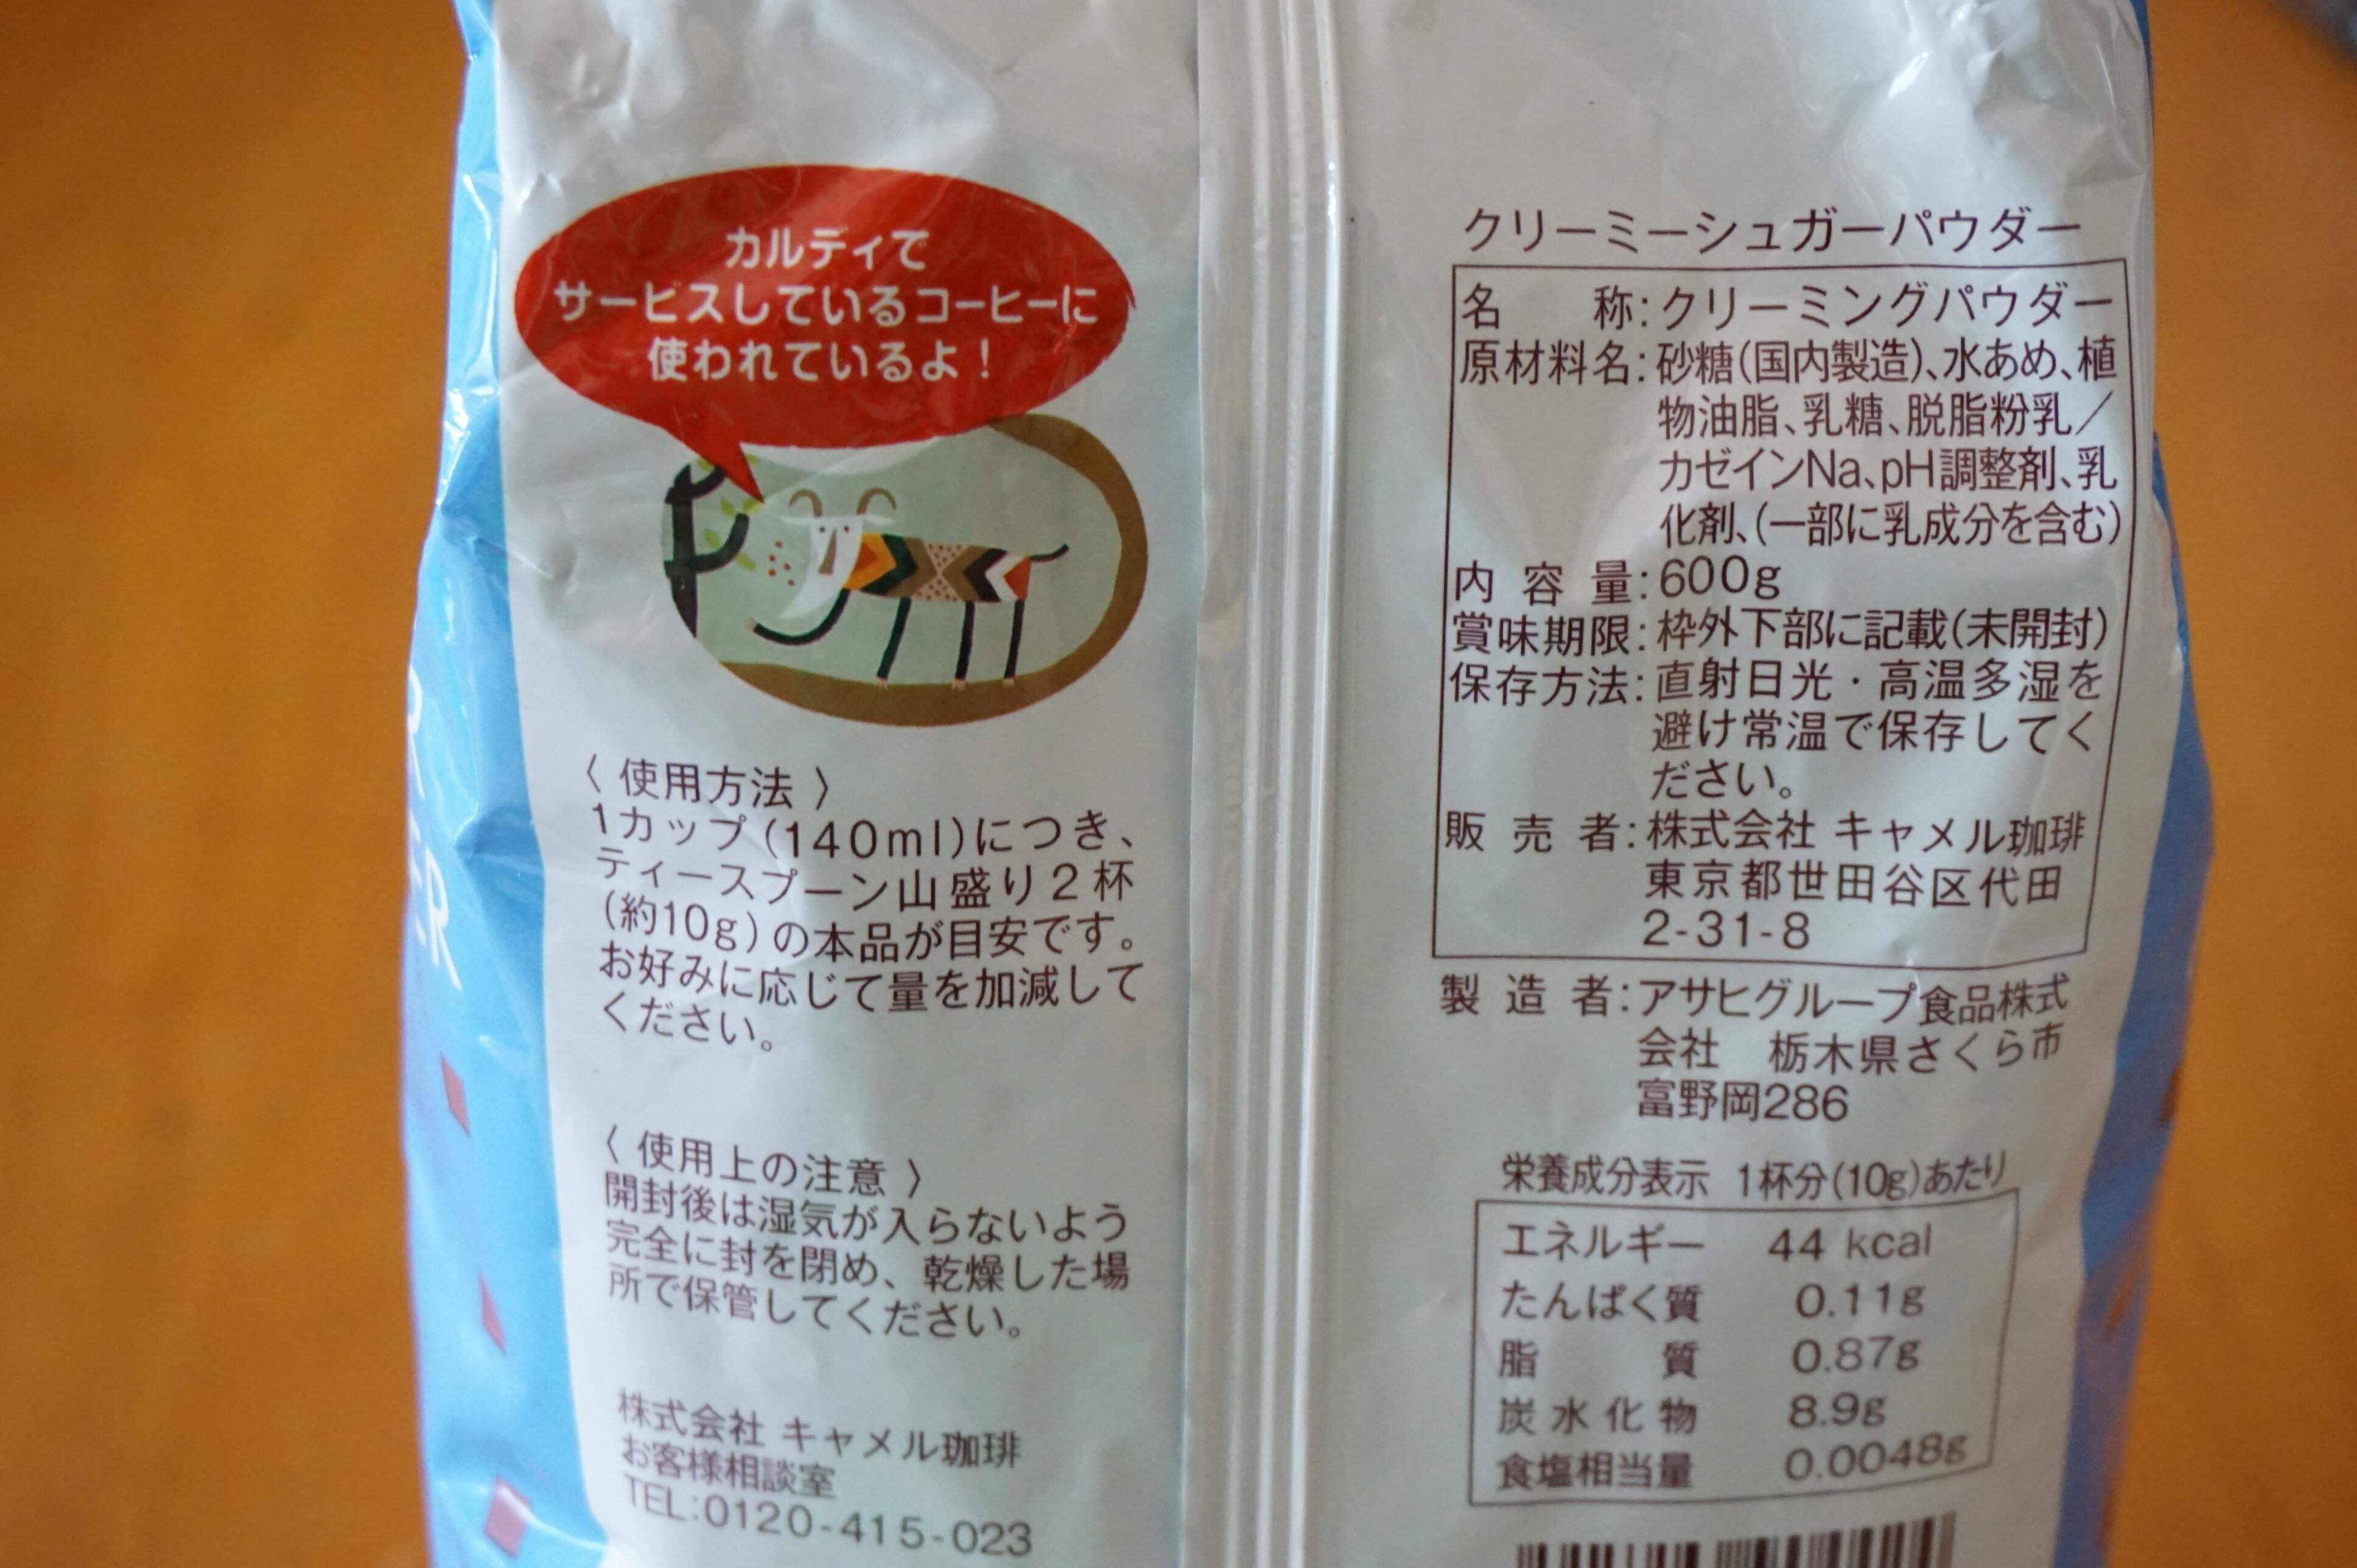 カルディで
サービスしているコーヒーに
使われているよ!
〈 使用方法 〉
1カップ(140ml)につき、
ティースプーン山盛り2杯
(約10g)の本品が目安です。
お好みに応じて量を加減して
ください。
〈 使用上の注意 〉
開封後は湿気が入らないよう
完全に封を閉め、乾燥した場
所で保管してください。
株式会社 キャメル珈琲
お客様相談室
TEL:0120-415-023
クリーミーシュガーパウダー
名 称:クリーミングパウダー
原材料名:砂糖(国内製造)、水あめ、植
物油脂、乳糖、脱脂粉乳/
カゼインNa、pH調整剤、乳
化剤、(一部に乳成分を含む)
内 容 量:600g
賞味期限:枠外下部に記載(未開封)
保存方法:直射日光・高温多湿を
避け常温で保存してく
ださい。
販 売 者:株式会社 キャメル珈琲
東京都世田谷区代田
2-31-8
製 造 者:アサヒグループ食品株式
会社 栃木県さくら市
富野岡286
栄養成分表示 1杯分(10g)あたり
エネルギー 44 kcal
たんぱく質 0.11g
脂 質 0.87g
炭水化物 8.9g
食塩相当量 0.0048g